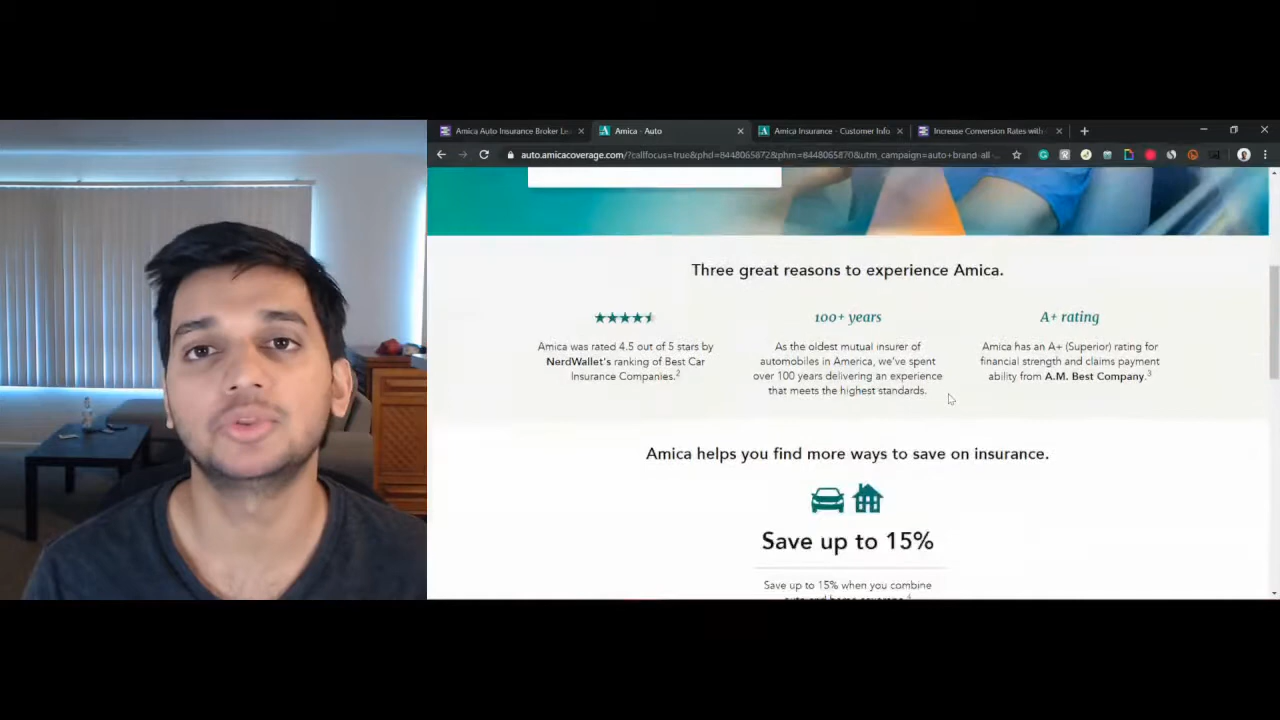 Amica Auto Insurance Broker Le
Amica - Auto
Amica Insurance - Customer Info
Increase Conversion Rates with
auto.amicacoverage.com/?callfocus=true&phd=8448065872&phm=8448065870&utm_campaign=auto+brand-all
Three great reasons to experience Amica.
100+ years
A+ rating
Amica was rated 4.5 out of 5 stars by
NerdWallet's ranking of Best Car
Insurance Companies.2
As the oldest mutual insurer of
automobiles in America, we've spent
over 100 years delivering an experience
that meets the highest standards.
Amica has an A+ (Superior) rating for
financial strength and claims payment
ability from A.M. Best Company.3
Amica helps you find more ways to save on insurance.
Save up to 15%
Save up to 15% when you combine
auto and home coverage.4